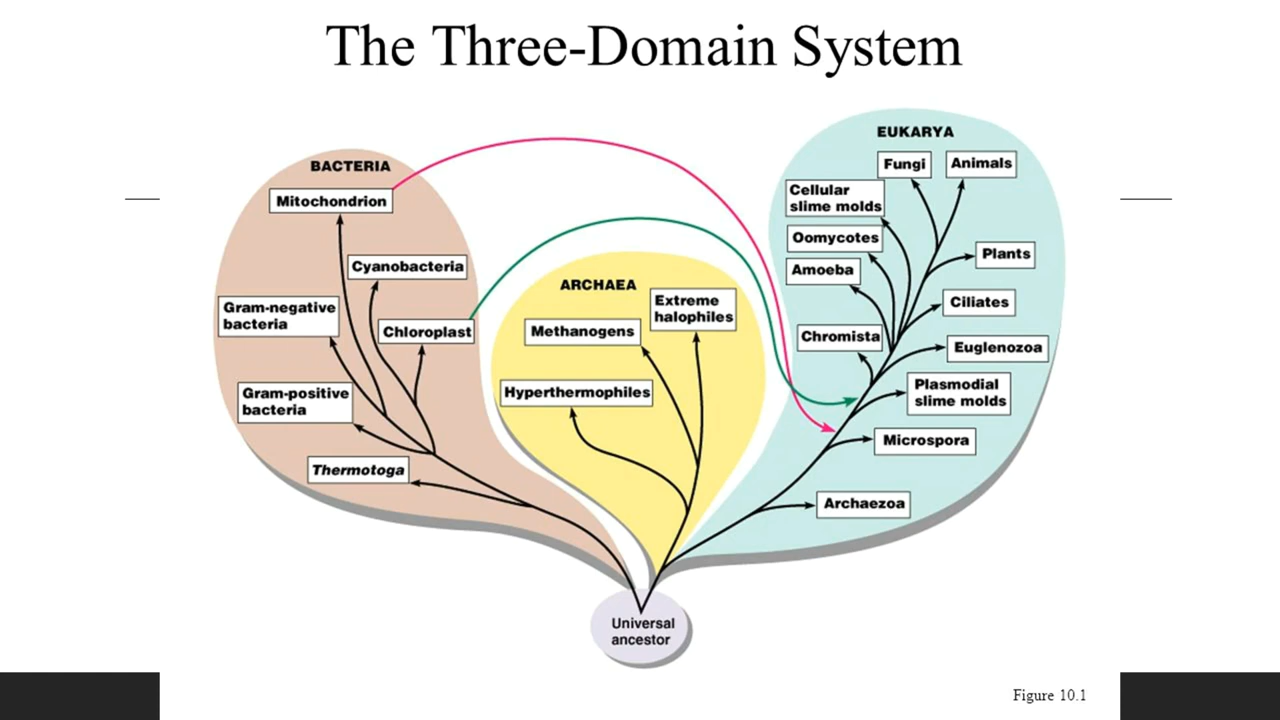 The Three-Domain System
BACTERIA
Mitochondrion
Cyanobacteria
Gram-negative
bacteria
Chloroplast
Gram-positive
bacteria
Thermotoga
ARCHAEA
Extreme
halophiles
Methanogens
Hyperthermophiles
EUKARYA
Fungi
Animals
Cellular
slime molds
Oomycotes
Plants
Amoeba
Ciliates
Chromista
Euglenozoa
Plasmodial
slime molds
Microspora
Archaezoa
Universal
ancestor
Figure 10.1